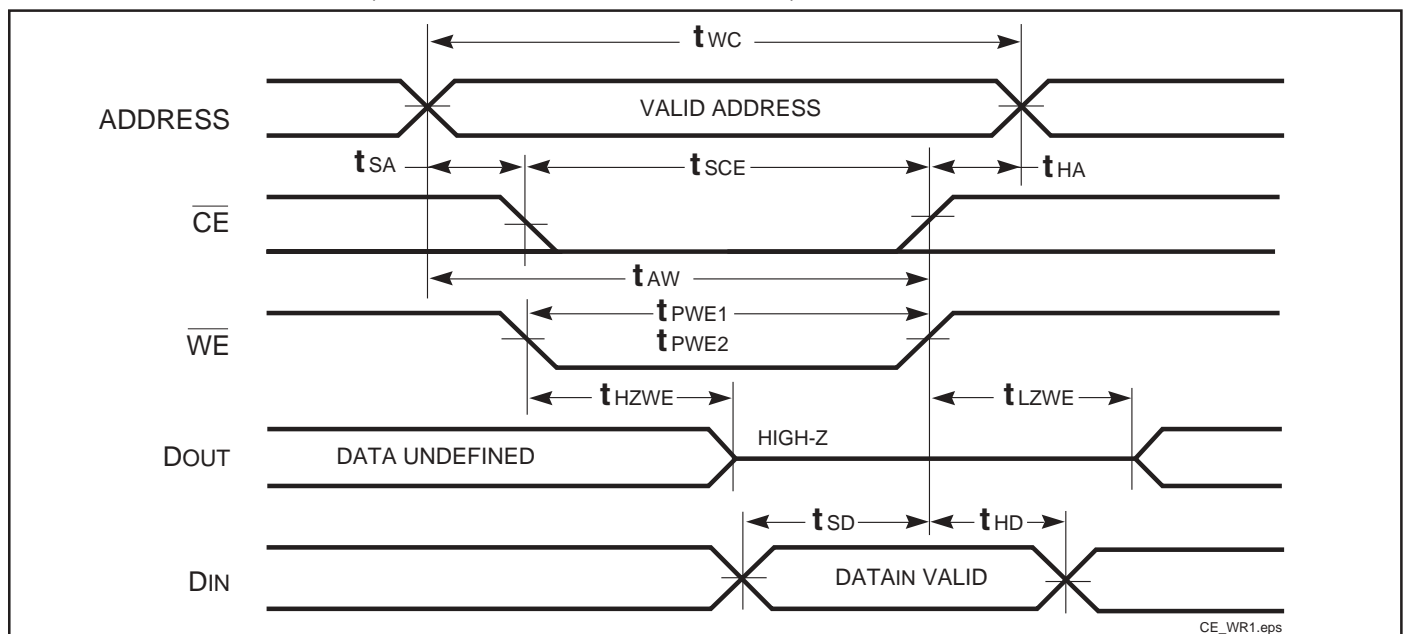 tWC
ADDRESS
VALID ADDRESS
tSA
tSCE
tHA
CE
tAW
tPWE1
WE
tPWE2
tHZWE
tLZWE
HIGH-Z
DOUT
DATA UNDEFINED
tSD
tHD
DIN
DATAIN VALID
CE_WR1.eps